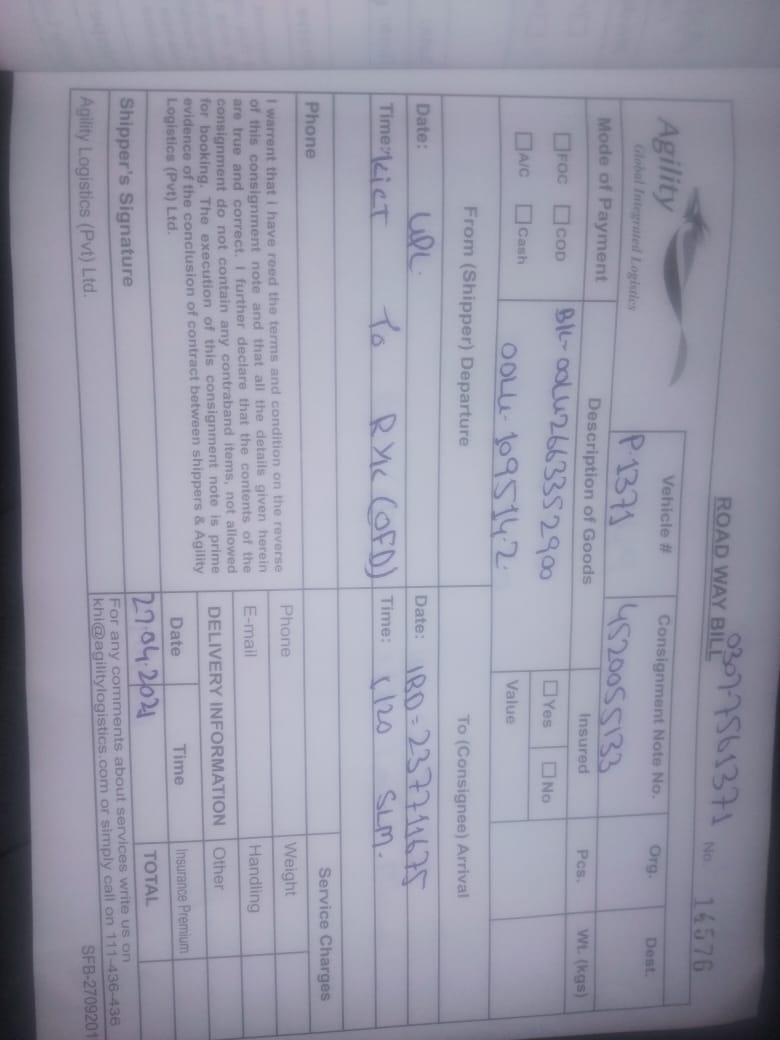 03077561371
ROAD WAY BILL
No. 14576
Agility
Global Integrated Logistics
Vehicle #
P-1371
Consignment Note No.
4520055133
Org.
Dest.
Mode of Payment
FOC COD
A/C Cash
Description of Goods
BK-OOLU2663352900
OOLU-109514-2.
Insured
Yes No
Value
Pcs.
Wt. (kgs)
From (Shipper) Departure
Date: UPL.
Time: KICT To RYK (OFD)
Phone
To (Consignee) Arrival
Date: IBD=237711675
Time: 1/20 SLM.
I warrent that i have reed the terms and condition on the reverse
of this consignment note and that all the details given herein
are true and correct. I further declare that the contents of the
consignment do not contain any contraband items, not allowed
for booking. The execution of this consignment note is prime
evidence of the conclusion of contract between shippers & Agility
Logistics (Pvt) Ltd.
Shipper's Signature
Agility Logistics (Pvt) Ltd.
Phone
E-mail
DELIVERY INFORMATION
Date Time
27.04.2021
Service Charges
Weight
Handling
Other
Insurance Premium
TOTAL
For any comments about services write us on
khi@agilitylogistics.com or simply call on 111-436-436
SFB-2709201